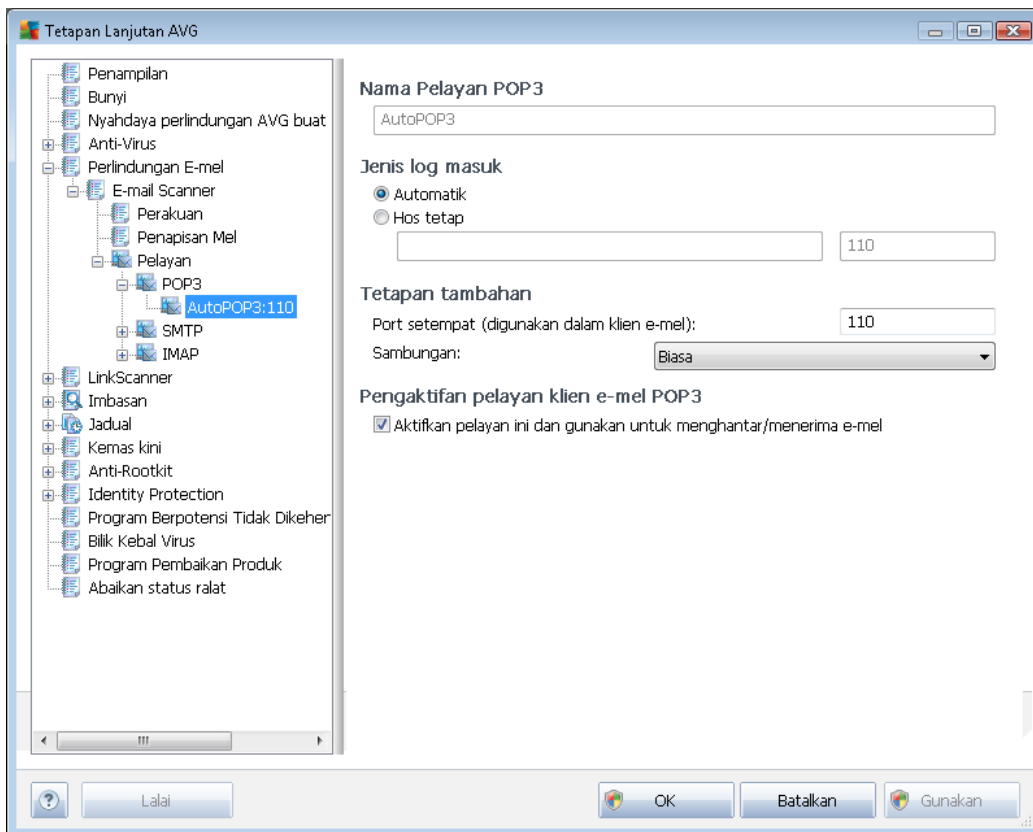 Tetapan Lanjutan AVG
Penampilan
Bunyi
Nyahdaya perlindungan AVG buat
Anti-Virus
Perlindungan E-mel
E-mail Scanner
Perakuan
Penapisan Mel
Pelayan
POP3
AutoPOP3:110
SMTP
IMAP
LinkScanner
Imbasan
Jadual
Kemas kini
Anti-Rootkit
Identity Protection
Program Berpotensi Tidak Dikeher
Bilik Kebal Virus
Program Pembaikan Produk
Abaikan status ralat
Nama Pelayan POP3
AutoPOP3
Jenis log masuk
Automatik
Hos tetap
110
Tetapan tambahan
Port setempat (digunakan dalam klien e-mel): 110
Sambungan: Biasa
Pengaktifan pelayan klien e-mel POP3
Aktifkan pelayan ini dan gunakan untuk menghantar/menerima e-mel
? Lalai OK Batalkan Gunakan